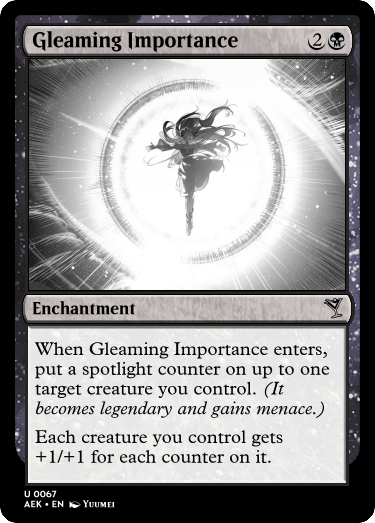 Gleaming Importance 2
Enchantment
When Gleaming Importance enters,
put a spotlight counter on up to one
target creature you control. (It
becomes legendary and gains menace.)
Each creature you control gets
+1/+1 for each counter on it.
U 0067
AEK • EN Yuumei